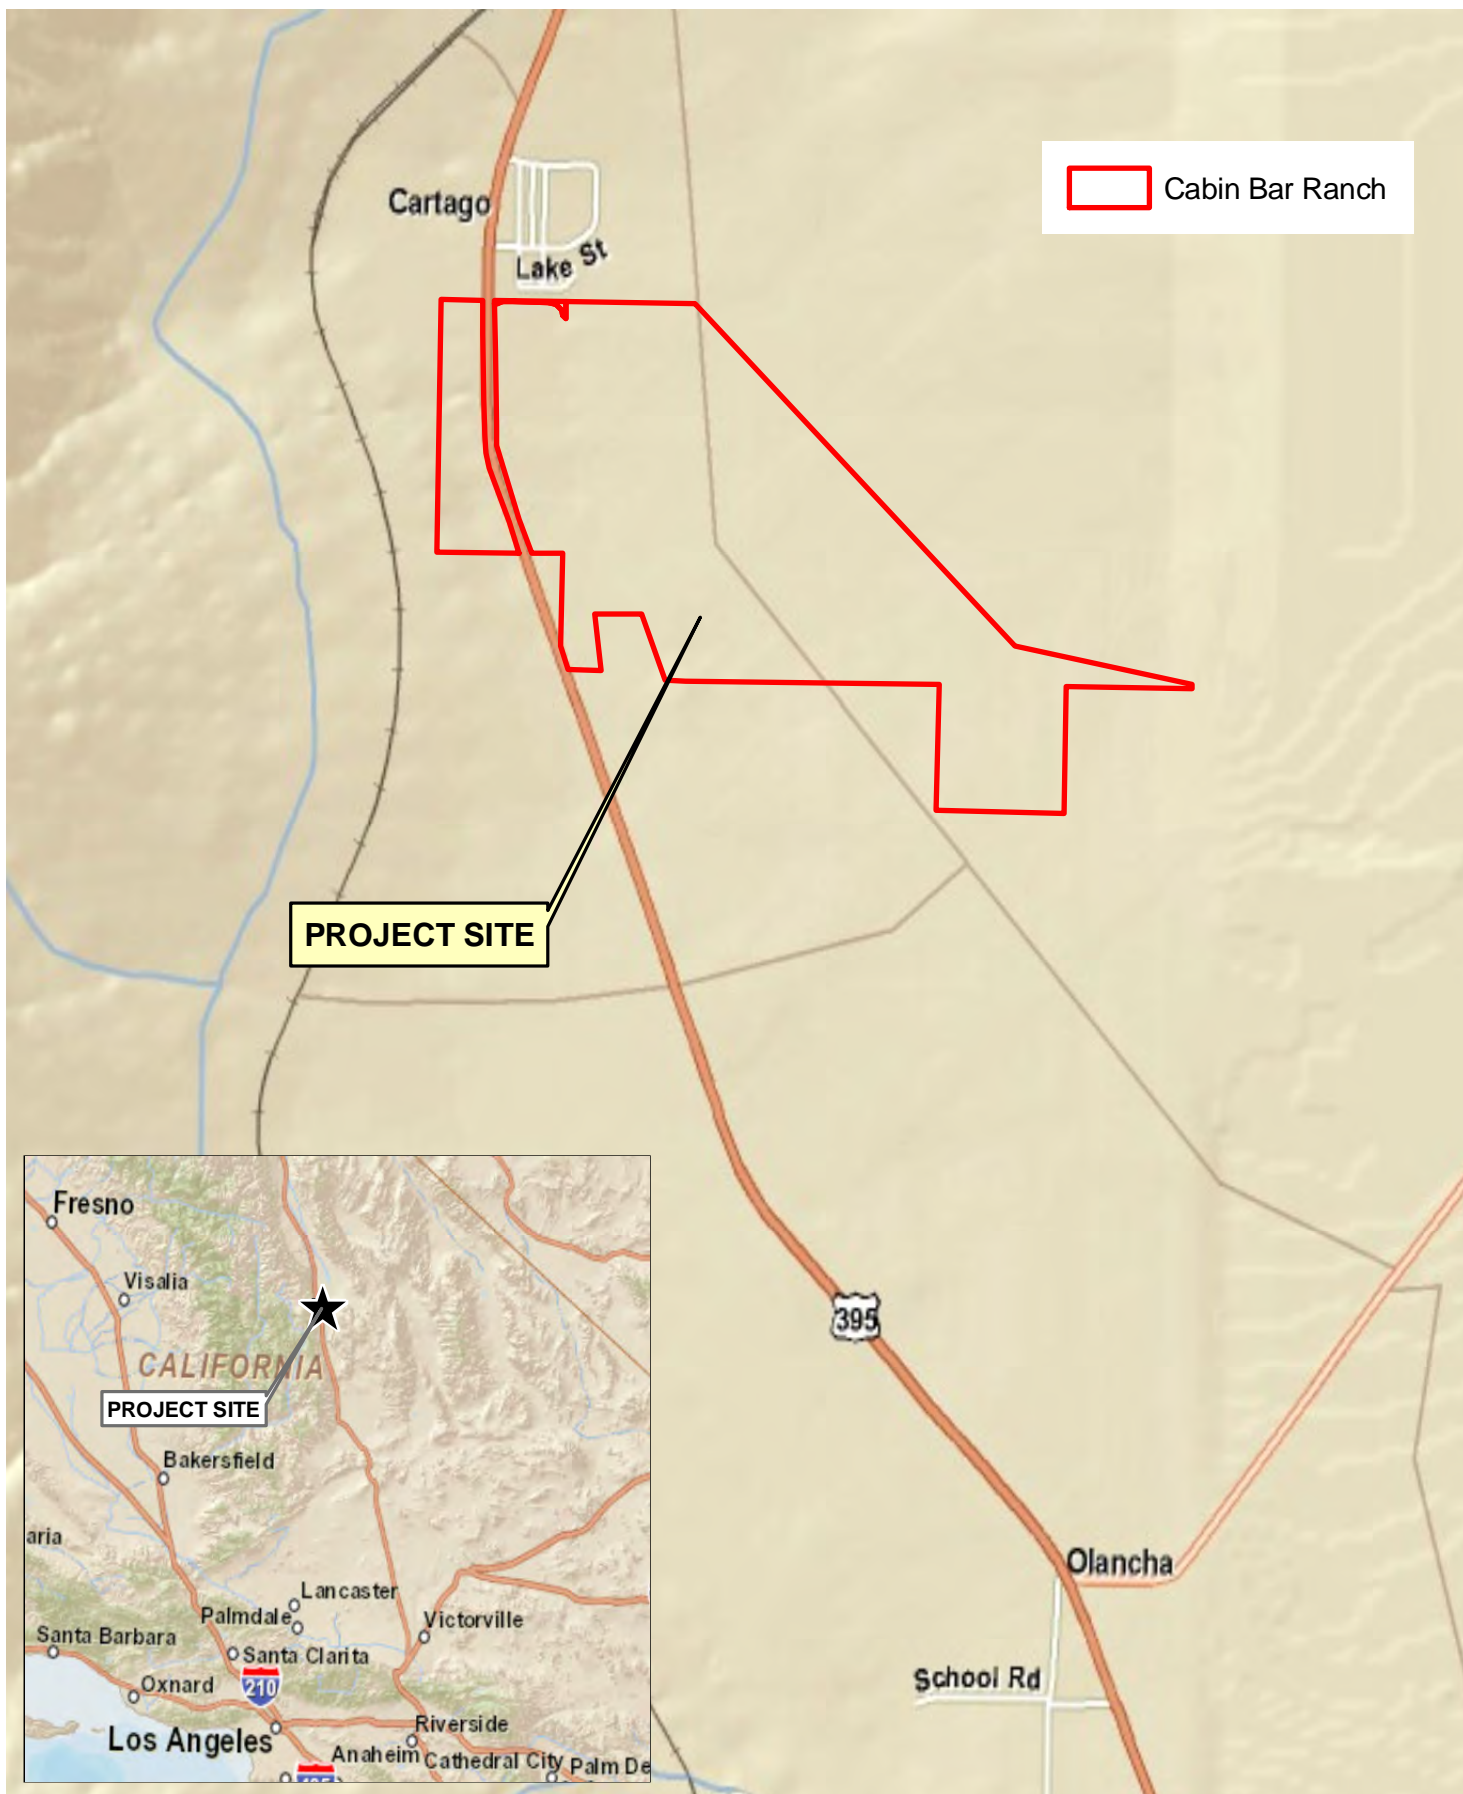 Cabin Bar Ranch
Cartago
Lake St
PROJECT SITE
395
Olancha
School Rd
Fresno
Visalia
CALIFORNIA
PROJECT SITE
Bakersfield
aria
Lancaster
Palmdale
Victorville
Santa Barbara
Santa Clarita
Oxnard
210
Los Angeles
Riverside
Anaheim
Cathedral City
Palm De